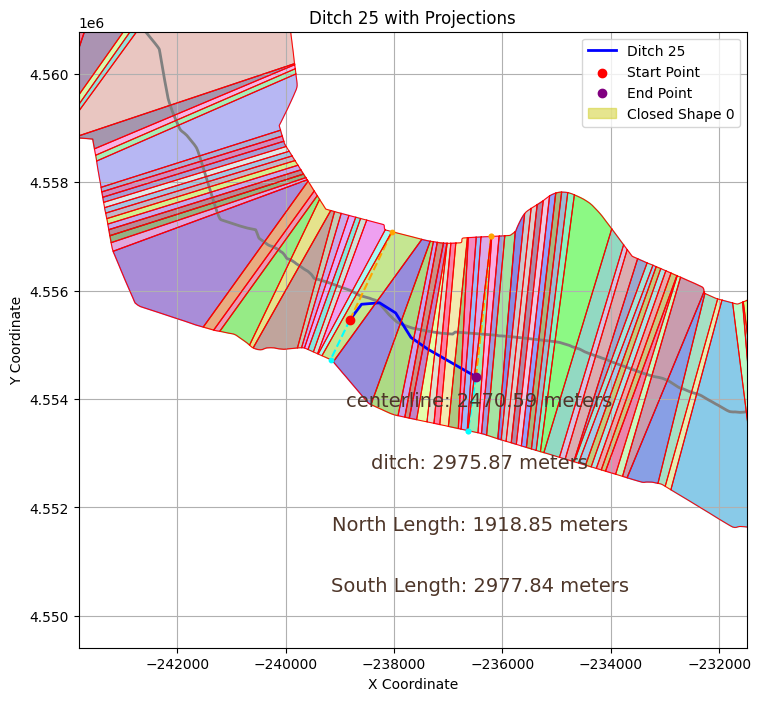 Ditch 25 with Projections
1e6
Ditch 25
Start Point
End Point
Closed Shape 0
4.560
4.558
4.556
4.554
4.552
4.550
Y Coordinate
centerline: 2470.59 meters
ditch: 2975.87 meters
North Length: 1918.85 meters
South Length: 2977.84 meters
−242000
−240000
−238000
−236000
−234000
−232000
X Coordinate